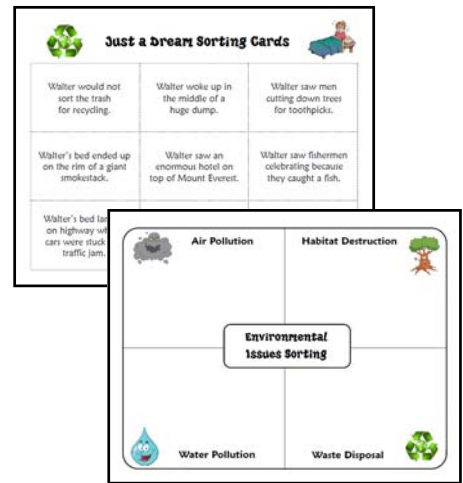 Just a Dream Sorting Cards
Walter would not
sort the trash
for recycling.
Walter woke up in
the middle of a
huge dump.
Walter saw men
cutting down trees
for toothpicks.
Walter's bed ended up
on the rim of a giant
smokestack.
Walter saw an
enormous hotel on
top of Mount Everest.
Walter saw fishermen
celebrating because
they caught a fish.
Walter's bed
on highway
cars were stuck
traffic jam.
Air Pollution
Habitat Destruction
Environmental
Issues Sorting
Water Pollution
Waste Disposal